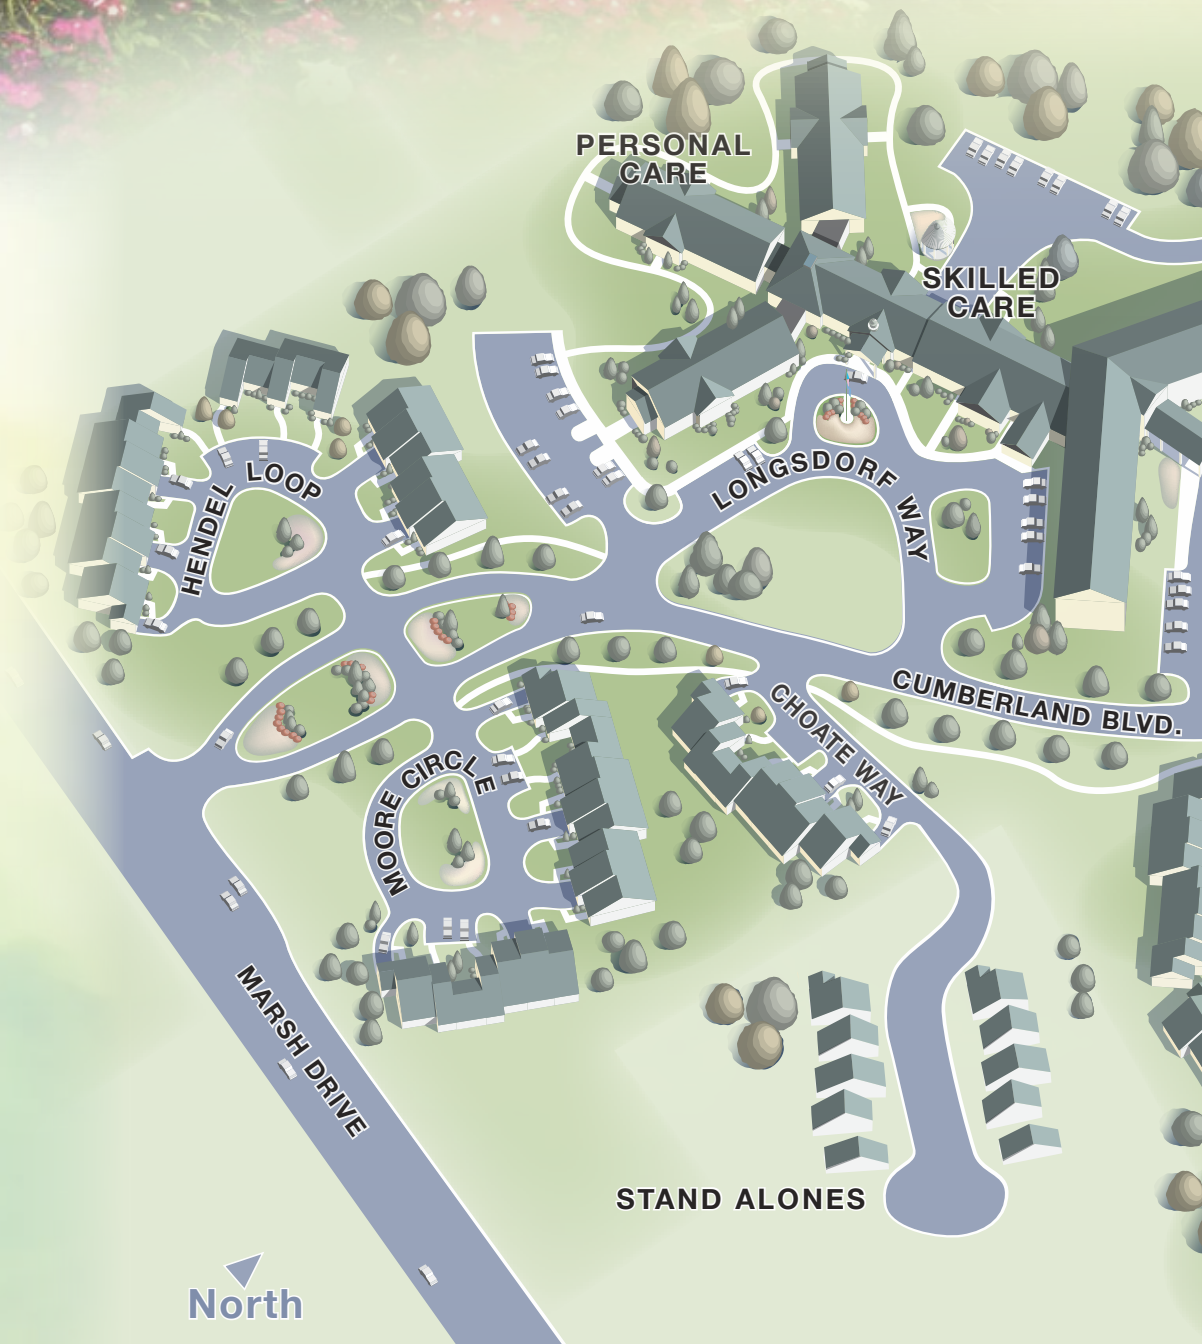 PERSONAL
CARE
SKILLED
CARE
HENDEL LOOP
LONGSDORF WAY
CUMBERLAND BLVD.
CHOATE WAY
MOORE CIRCLE
MARSH DRIVE
STAND ALONES
North